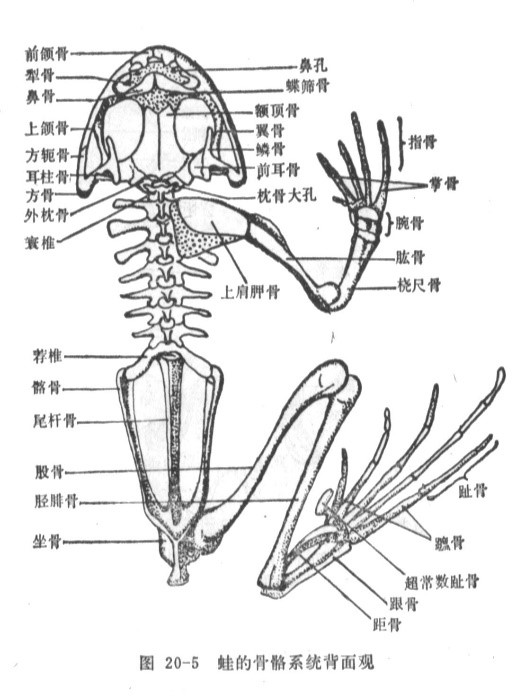 前颌骨
犁骨
鼻骨
上颌骨
方轭骨
耳柱骨
方骨
外枕骨
寰椎
鼻孔
蝶筛骨
额顶骨
翼骨
鳞骨
前耳骨
枕骨大孔
上肩胛骨
指骨
掌骨
腕骨
肱骨
桡尺骨
荐椎
髂骨
尾杆骨
股骨
胫腓骨
坐骨
趾骨
蹠骨
超常数趾骨
跟骨
距骨
图 20-5 蛙的骨骼系统背面观